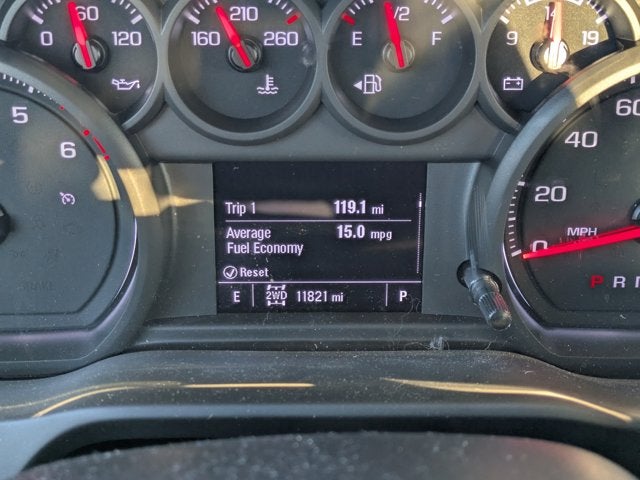 0 60 120
160 210 260
E 1/2 F
9 14 19
5
6
Trip 1 119.1 mi
Average 15.0 mpg
Fuel Economy
Reset
E 2WD 11821 mi P
60
40
20
0
MPH
P R